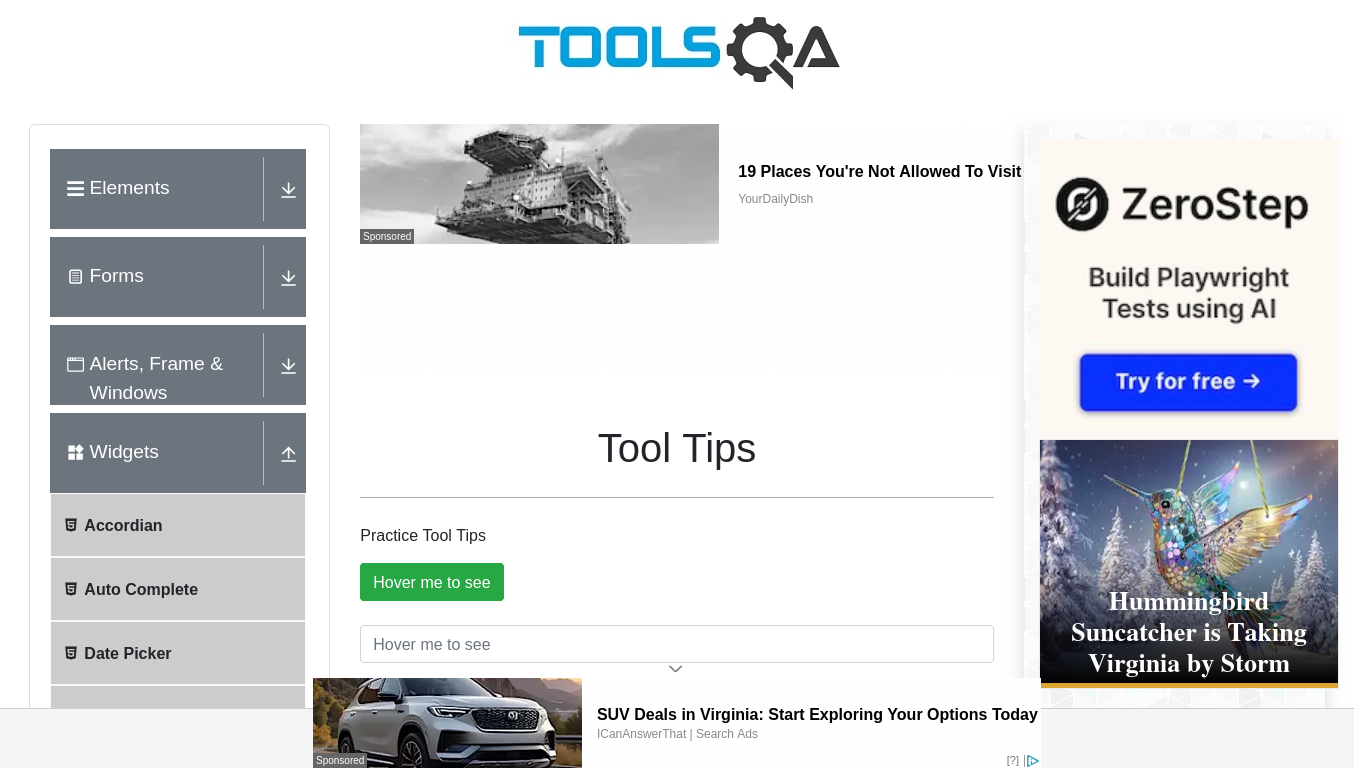 TOOLSQA
Elements
Forms
Alerts, Frame &
Windows
Widgets
Accordian
Auto Complete
Date Picker
Sponsored
19 Places You're Not Allowed To Visit
YourDailyDish
Tool Tips
Practice Tool Tips
Hover me to see
Hover me to see
ZeroStep
Build Playwright
Tests using AI
Try for free →
Hummingbird
Suncatcher is Taking
Virginia by Storm
Sponsored
SUV Deals in Virginia: Start Exploring Your Options Today
ICanAnswerThat | Search Ads
[?]